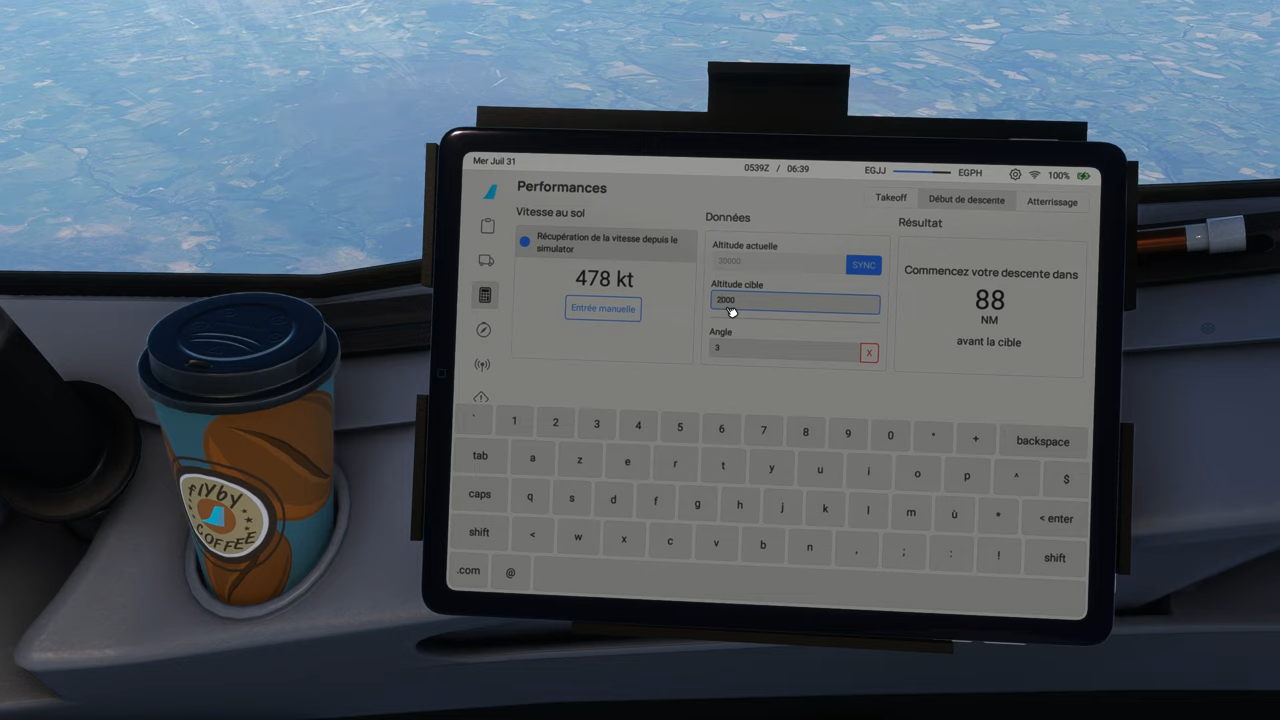 Mer Juil 31
0539Z / 06:39
EGJJ
EGPH
100%
Performances
Takeoff
Début de descente
Atterrissage
Vitesse au sol
Récupération de la vitesse depuis le
simulator
478 kt
Entrée manuelle
Données
Altitude actuelle
30000
SYNC
Altitude cible
2000
Angle
3
X
Résultat
Commencez votre descente dans
88
NM
avant la cible
` 1 2 3 4 5 6 7 8 9 0 * + backspace
tab a z e r t y u i o p ^ $
caps q s d f g h j k l m ù * < enter
shift < w x c v b n , ; : ! shift
.com @
flyby
COFFEE